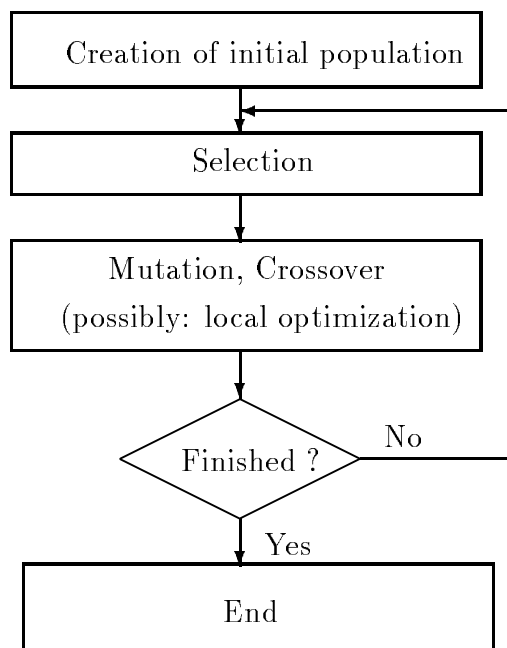 Creation of initial population
Selection
Mutation, Crossover
(possibly: local optimization)
Finished ?
No
Yes
End